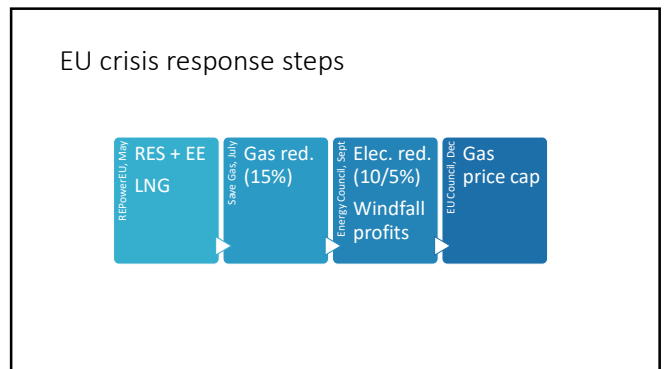 EU crisis response steps
REPowerEU, May
RES + EE
LNG
Save Gas, July
Gas red.
(15%)
Energy Council, Sept
Elec. red.
(10/5%)
Windfall
profits
EU Council, Dec
Gas
price cap